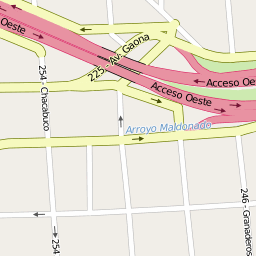 Oeste
225 - Av. Gaona
Acceso Oeste
Acceso Oeste
254 - Chacabuco
Arroyo Maldonado
246 - Granaderos
254